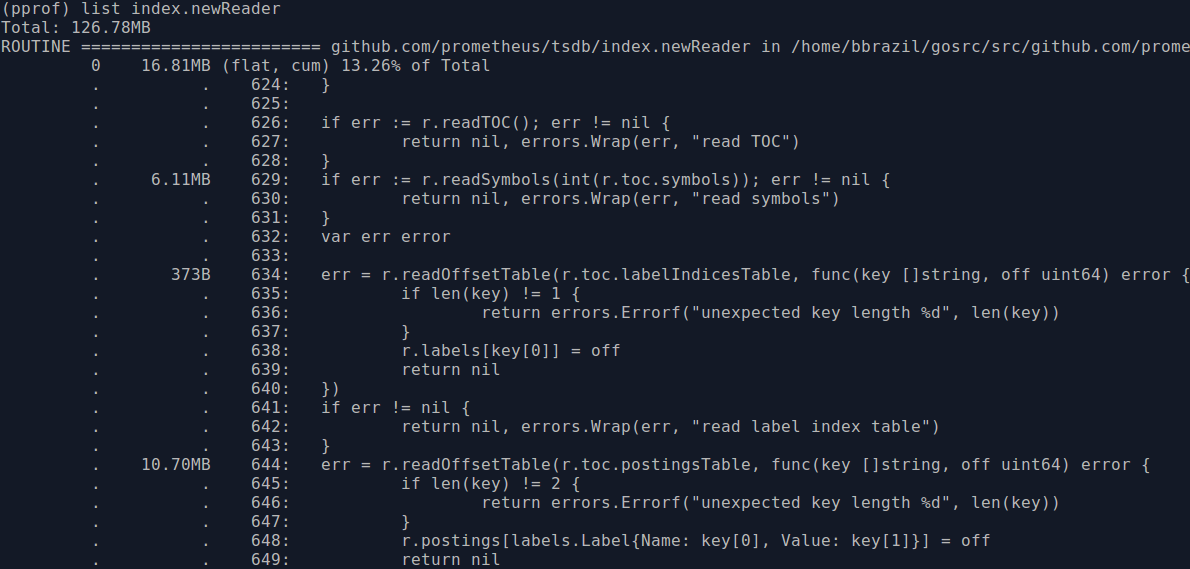 (pprof) list index.newReader
Total: 126.78MB
ROUTINE ======================== github.com/prometheus/tsdb/index.newReader in /home/bbrazil/gosrc/src/github.com/prome
         0    16.81MB (flat, cum) 13.26% of Total
         .          .    624:	}
         .          .    625:
         .          .    626:	if err := r.readTOC(); err != nil {
         .          .    627:		return nil, errors.Wrap(err, "read TOC")
         .          .    628:	}
         .     6.11MB    629:	if err := r.readSymbols(int(r.toc.symbols)); err != nil {
         .          .    630:		return nil, errors.Wrap(err, "read symbols")
         .          .    631:	}
         .          .    632:	var err error
         .          .    633:
         .       373B    634:	err = r.readOffsetTable(r.toc.labelIndicesTable, func(key []string, off uint64) error {
         .          .    635:		if len(key) != 1 {
         .          .    636:			return errors.Errorf("unexpected key length %d", len(key))
         .          .    637:		}
         .          .    638:		r.labels[key[0]] = off
         .          .    639:		return nil
         .          .    640:	})
         .          .    641:	if err != nil {
         .          .    642:		return nil, errors.Wrap(err, "read label index table")
         .          .    643:	}
         .    10.70MB    644:	err = r.readOffsetTable(r.toc.postingsTable, func(key []string, off uint64) error {
         .          .    645:		if len(key) != 2 {
         .          .    646:			return errors.Errorf("unexpected key length %d", len(key))
         .          .    647:		}
         .          .    648:		r.postings[labels.Label{Name: key[0], Value: key[1]}] = off
         .          .    649:		return nil